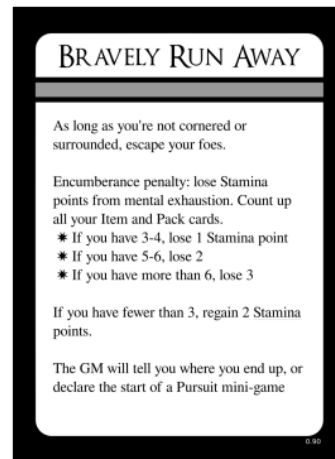 BRAVELY RUN AWAY
As long as you're not cornered or
surrounded, escape your foes.
Encumberance penalty: lose Stamina
points from mental exhaustion. Count up
all your Item and Pack cards.
✷ If you have 3-4, lose 1 Stamina point
✷ If you have 5-6, lose 2
✷ If you have more than 6, lose 3
If you have fewer than 3, regain 2 Stamina
points.
The GM will tell you where you end up, or
declare the start of a Pursuit mini-game
0.90